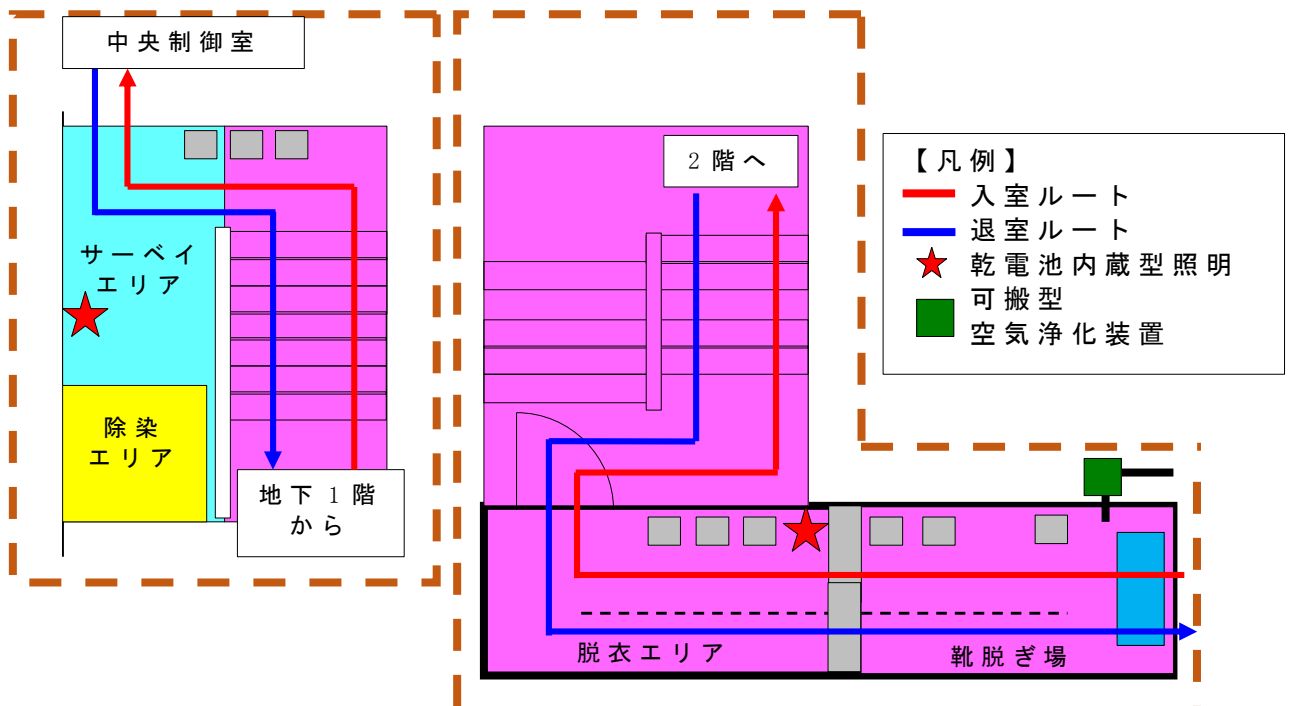 中央制御室
サーベイ
エリア
除染
エリア
地下1階
から
2階へ
脱衣エリア
靴脱ぎ場
【凡例】
入室ルート
退室ルート
乾電池内蔵型照明
可搬型
空気浄化装置